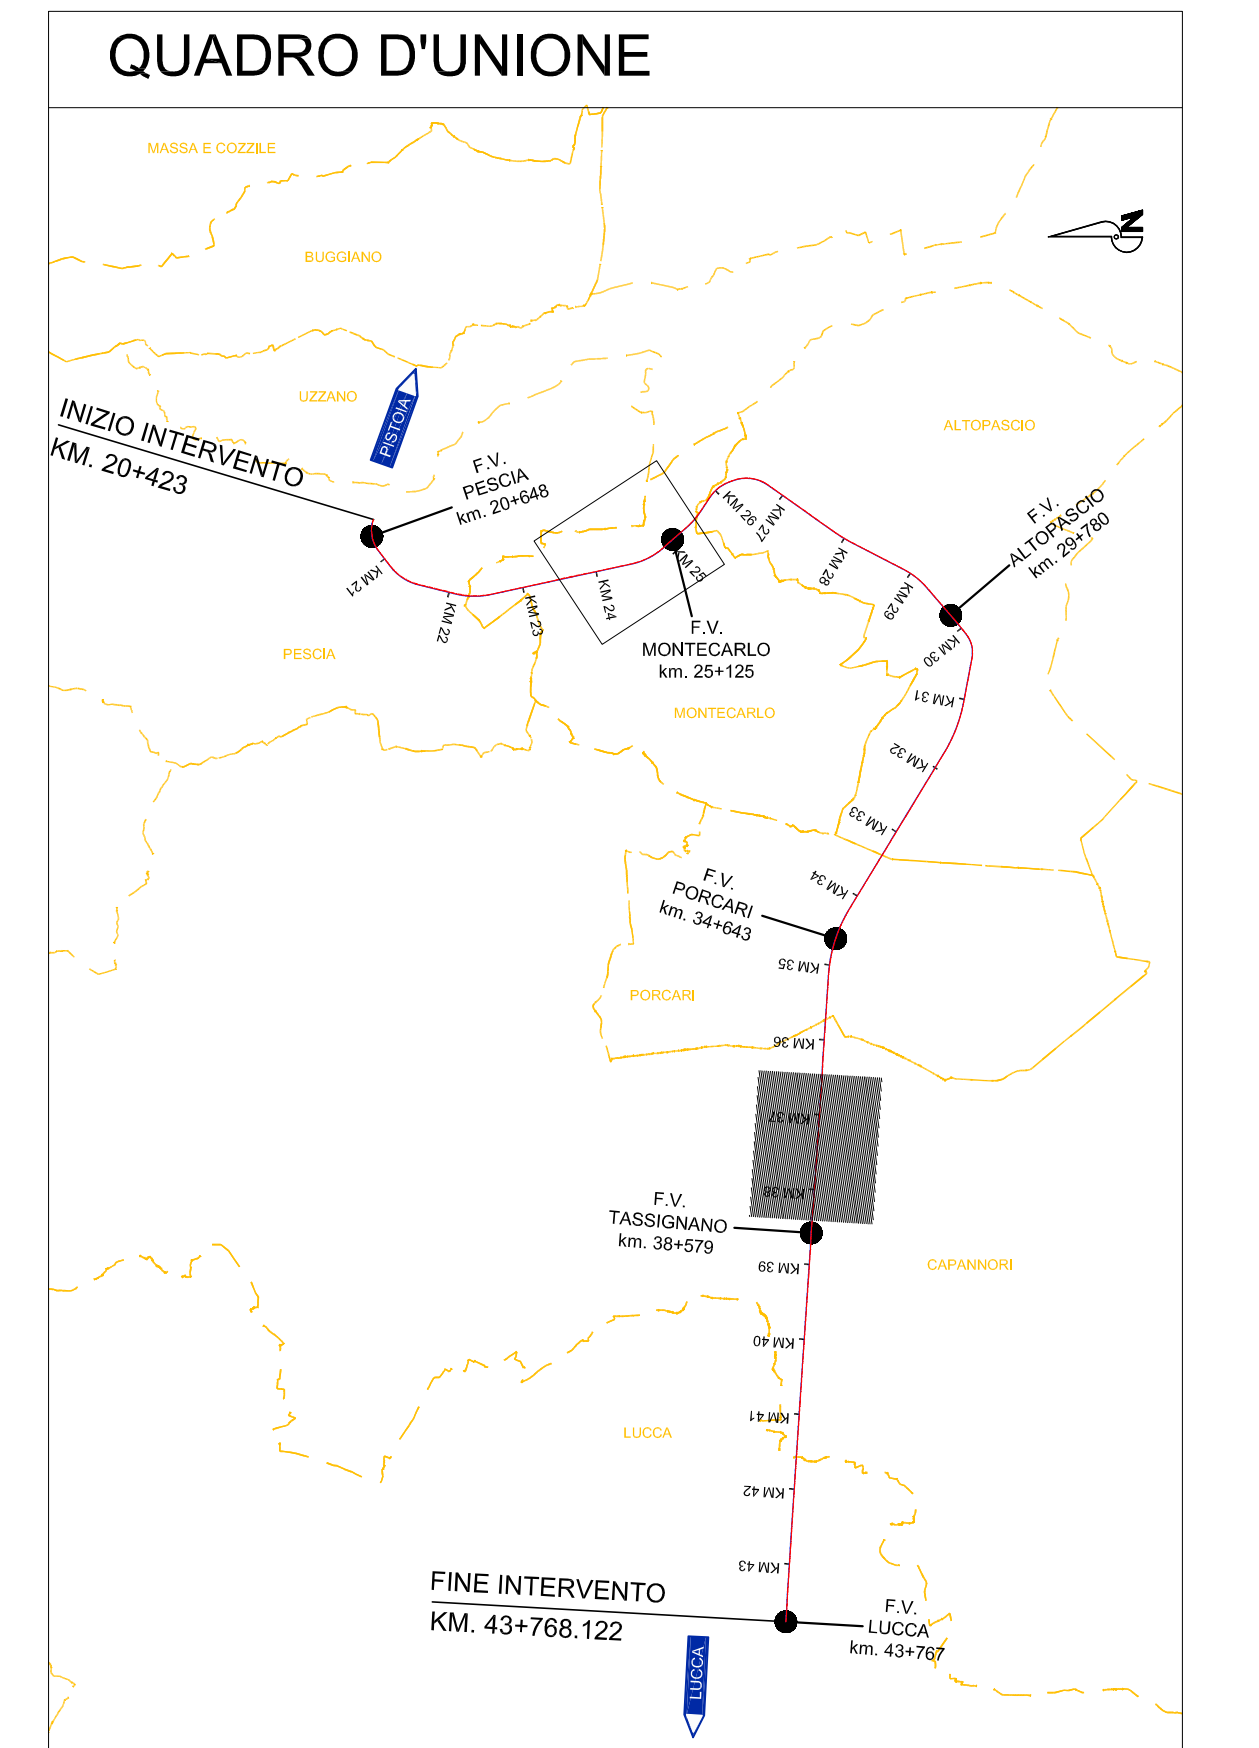 QUADRO D'UNIONE
MASSA E COZZILE
N
BUGGIANO
UZZANO
PISTOIA
ALTOPASCIO
INIZIO INTERVENTO
KM. 20+423
F.V.
PESCIA
km. 20+648
F.V.
ALTOPASCIO
km. 29+780
KM 21
KM 22
KM 23
KM 24
KM 25
KM 26
KM 27
KM 28
KM 29
KM 30
F.V.
MONTECARLO
km. 25+125
PESCIA
MONTECARLO
KM 31
KM 32
KM 33
KM 34
F.V.
PORCARI
km. 34+643
KM 35
PORCARI
KM 36
KM 37
KM 38
F.V.
TASSIGNANO
km. 38+579
KM 39
CAPANNORI
KM 40
KM 41
LUCCA
KM 42
KM 43
FINE INTERVENTO
KM. 43+768.122
F.V.
LUCCA
km. 43+767
LUCCA